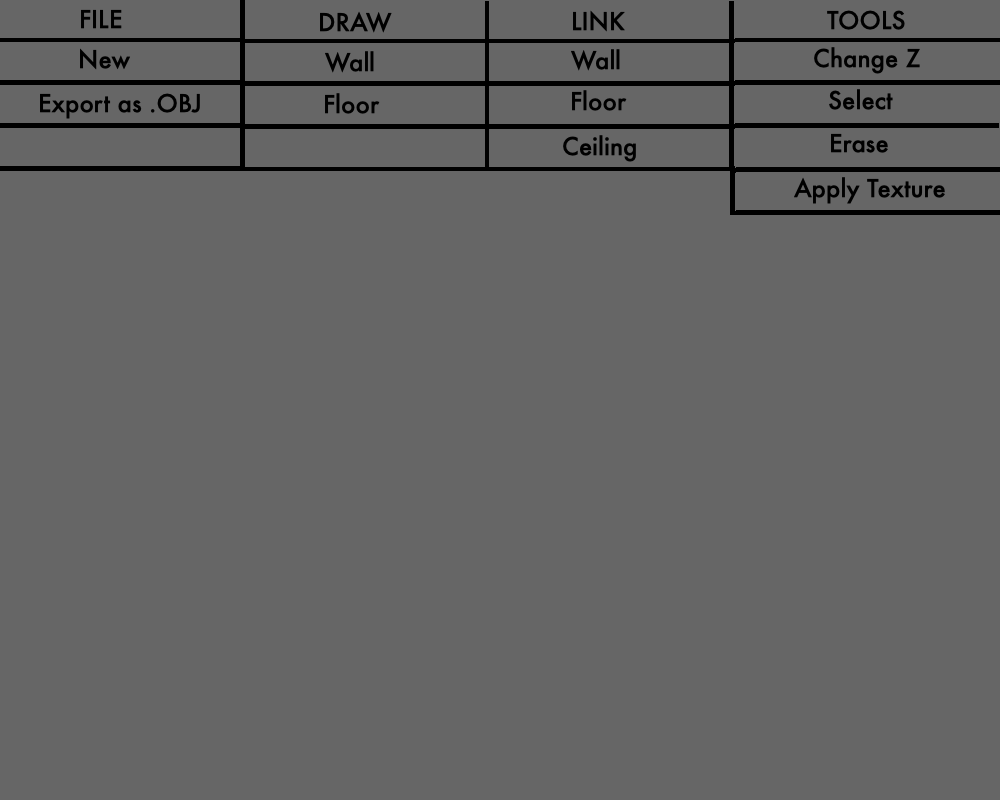 FILE DRAW LINK TOOLS
New Wall Wall Change Z
Export as .OBJ Floor Floor Select
Ceiling Erase
Apply Texture